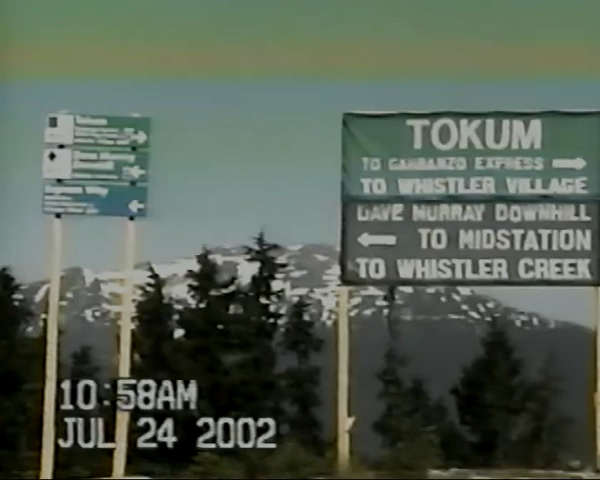 TOKUM
TO GARBANZO EXPRESS
TO WHISTLER VILLAGE
DAVE MURRAY DOWNHILL
TO MIDSTATION
TO WHISTLER CREEK
10:58AM
JUL 24 2002